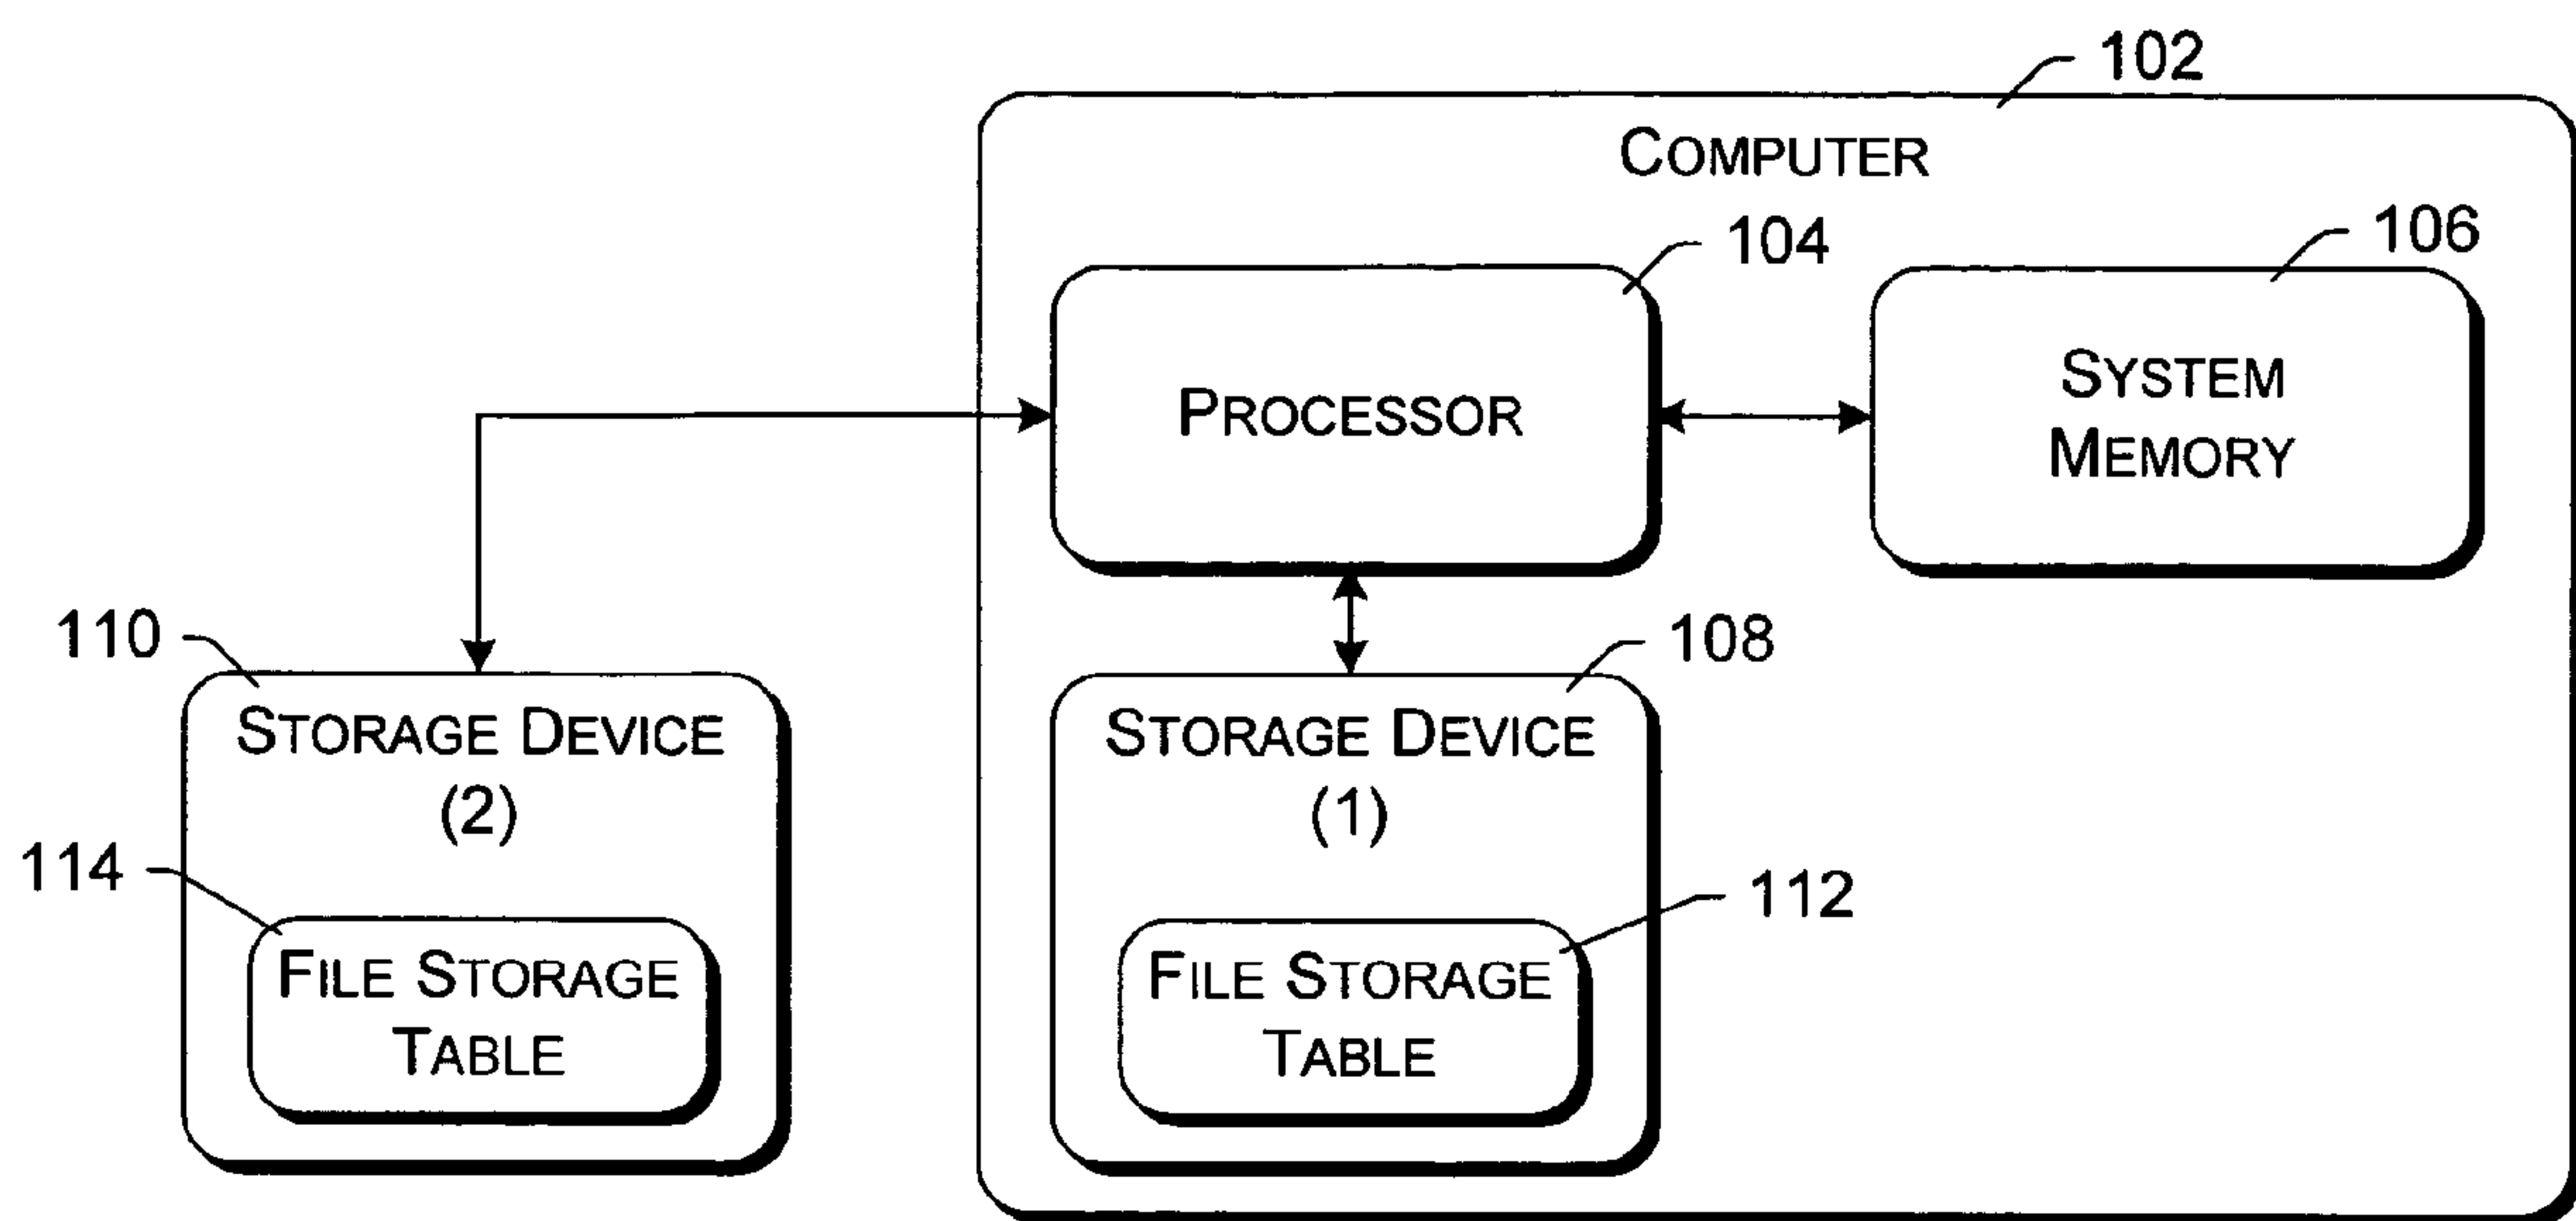 102
COMPUTER
104
106
PROCESSOR
SYSTEM
MEMORY
110
108
STORAGE DEVICE
(2)
STORAGE DEVICE
(1)
114
112
FILE STORAGE
TABLE
FILE STORAGE
TABLE